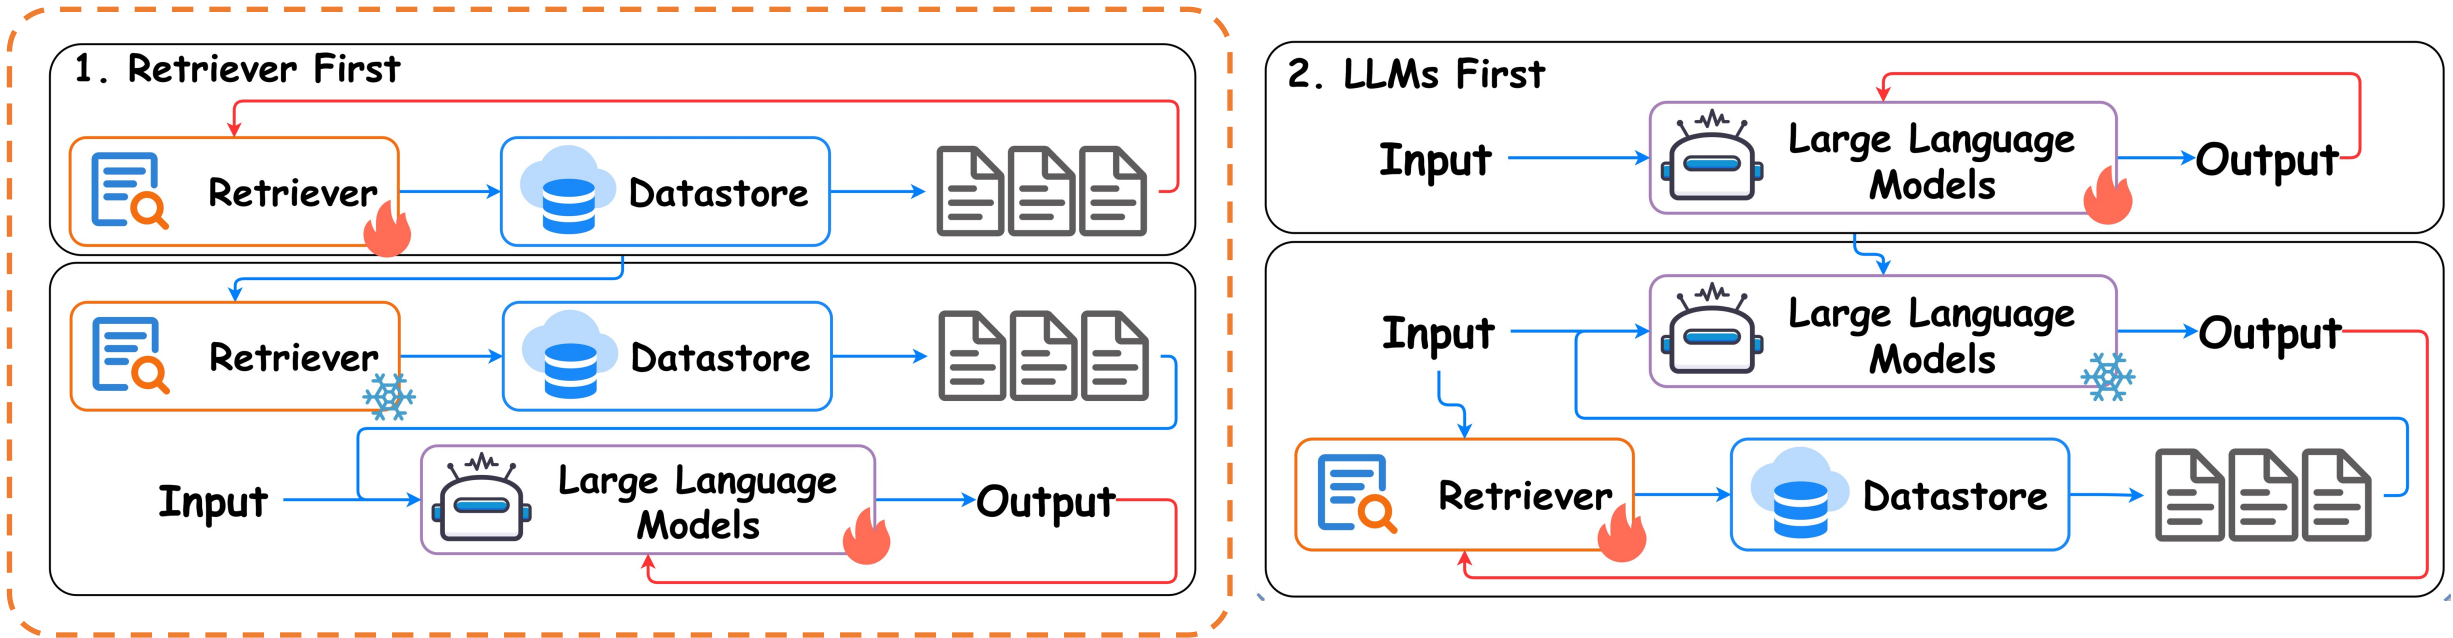 1. Retriever First
Retriever
Datastore
Retriever
Datastore
Input
Large Language
Models
Output
2. LLMs First
Input
Large Language
Models
Output
Input
Large Language
Models
Output
Retriever
Datastore